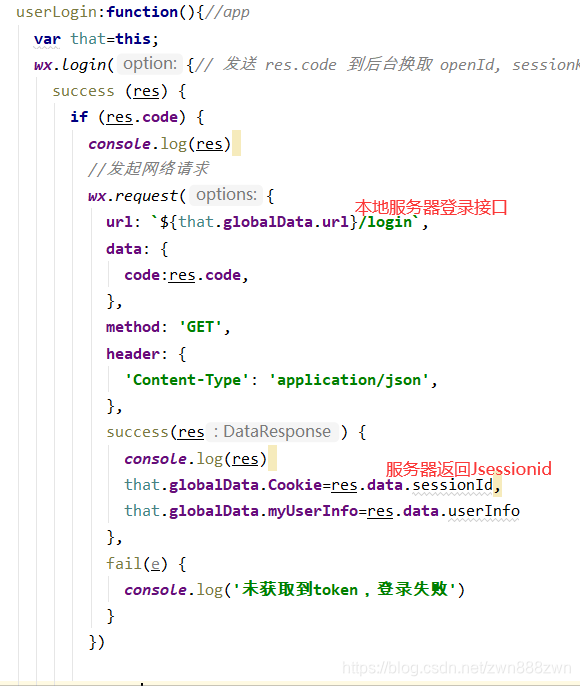 userLogin:function(){//app
var that=this;
wx.login( option: {// 发送 res.code 到后台换取 openId, sessionK
success (res) {
if (res.code) {
console.log(res)
//发起网络请求
wx.request( options: {
本地服务器登录接口
url: `${that.globalData.url}/login`,
data: {
code:res.code,
},
method: 'GET',
header: {
'Content-Type': 'application/json',
},
success(res : DataResponse ) {
console.log(res)
服务器返回Jsessionid
that.globalData.Cookie=res.data.sessionId,
that.globalData.myUserInfo=res.data.userInfo
},
fail(e) {
console.log('未获取到token，登录失败')
}
})
https://blog.csdn.net/zwn888zwn